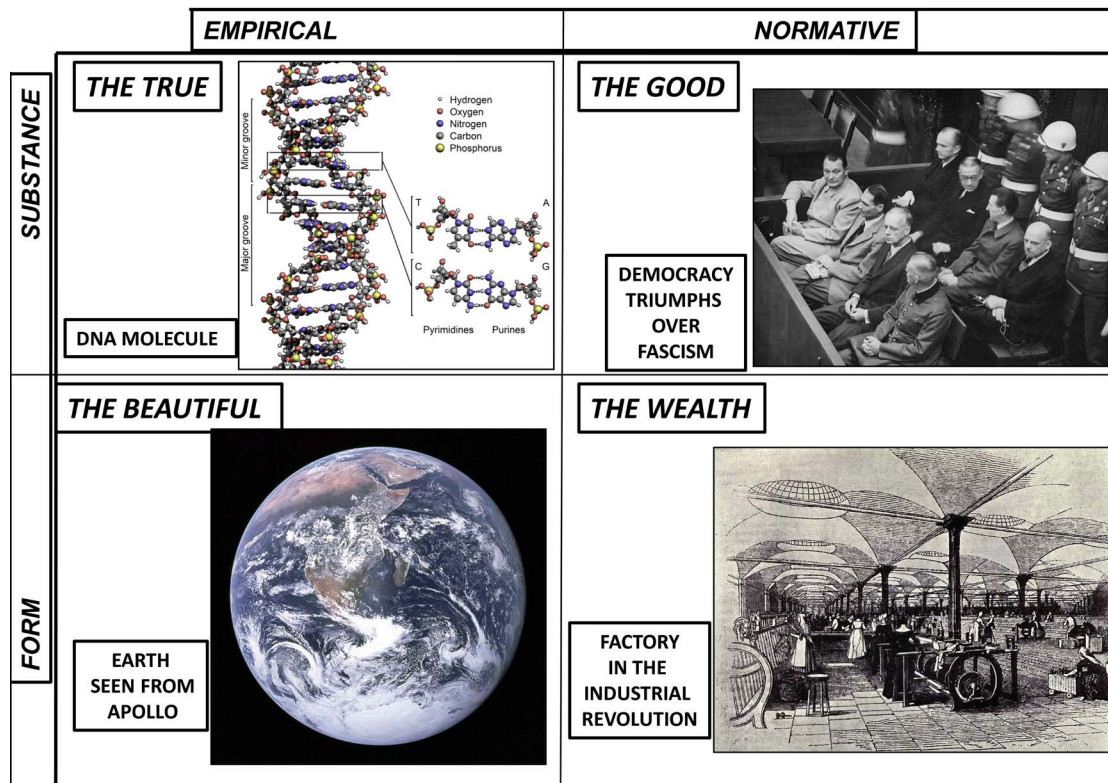 EMPIRICAL
NORMATIVE
SUBSTANCE
THE TRUE
Hydrogen
Oxygen
Nitrogen
Carbon
Phosphorus
Minor groove
Major groove
T
A
C
G
Pyrimidines
Purines
DNA MOLECULE
THE GOOD
DEMOCRACY
TRIUMPHS
OVER
FASCISM
FORM
THE BEAUTIFUL
EARTH
SEEN FROM
APOLLO
THE WEALTH
FACTORY
IN THE
INDUSTRIAL
REVOLUTION